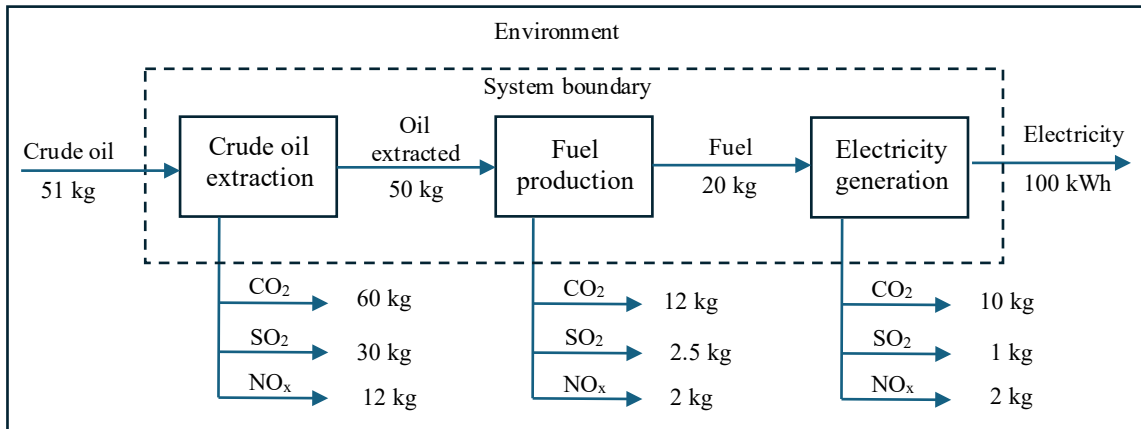 Environment
System boundary
Crude oil
51 kg
Crude oil
extraction
Oil
extracted
50 kg
Fuel
production
Fuel
20 kg
Electricity
generation
Electricity
100 kWh
CO₂ 60 kg
SO₂ 30 kg
NOₓ 12 kg
CO₂ 12 kg
SO₂ 2.5 kg
NOₓ 2 kg
CO₂ 10 kg
SO₂ 1 kg
NOₓ 2 kg